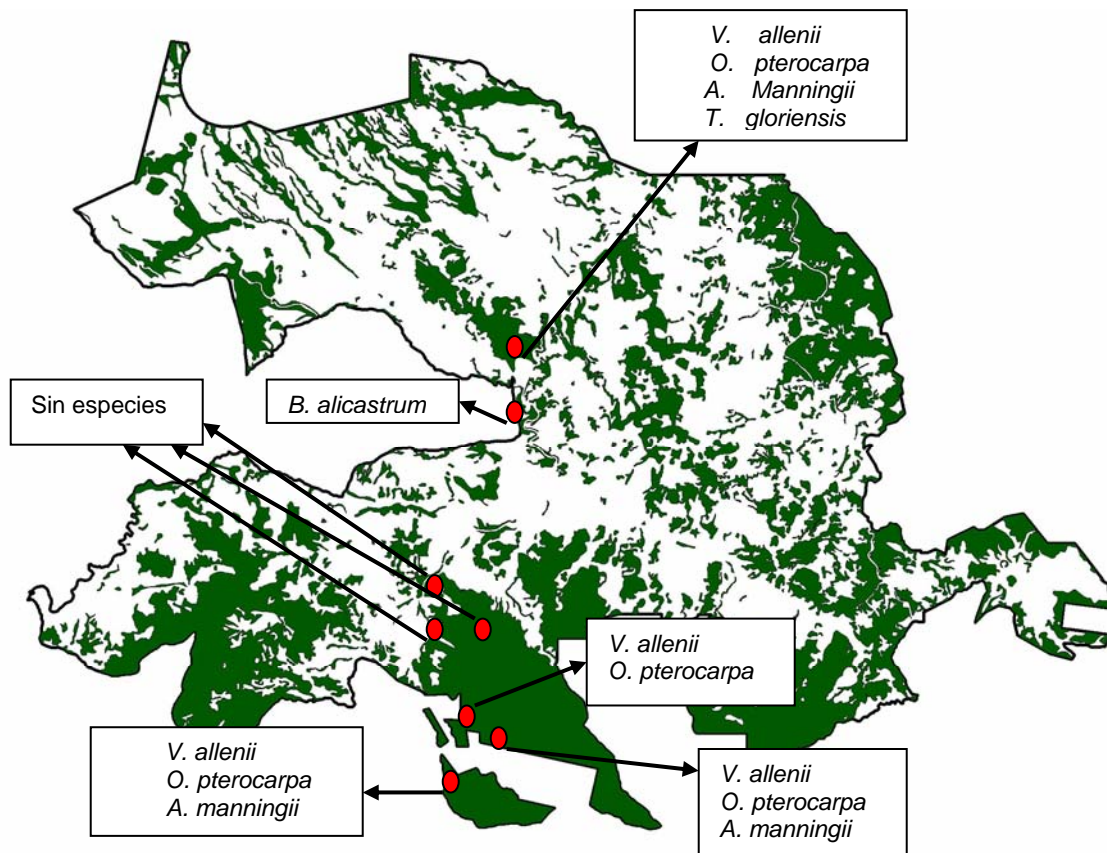 V. allenii
O. pterocarpa
A. Manningii
T. gloriensis
Sin especies
B. alicastrum
V. allenii
O. pterocarpa
V. allenii
O. pterocarpa
A. manningii
V. allenii
O. pterocarpa
A. manningii